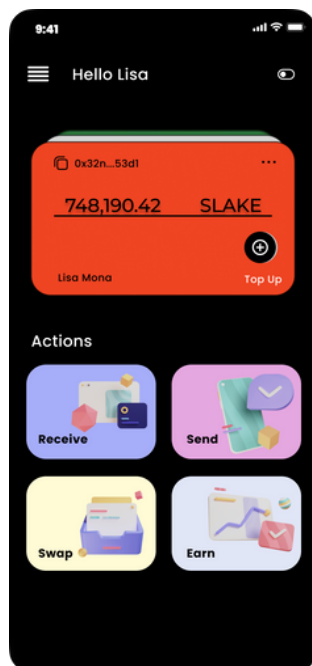 9:41
Hello Lisa
0x32n...53d1
748,190.42 SLAKE
Lisa Mona
Top Up
Actions
Receive
Send
Swap
Earn